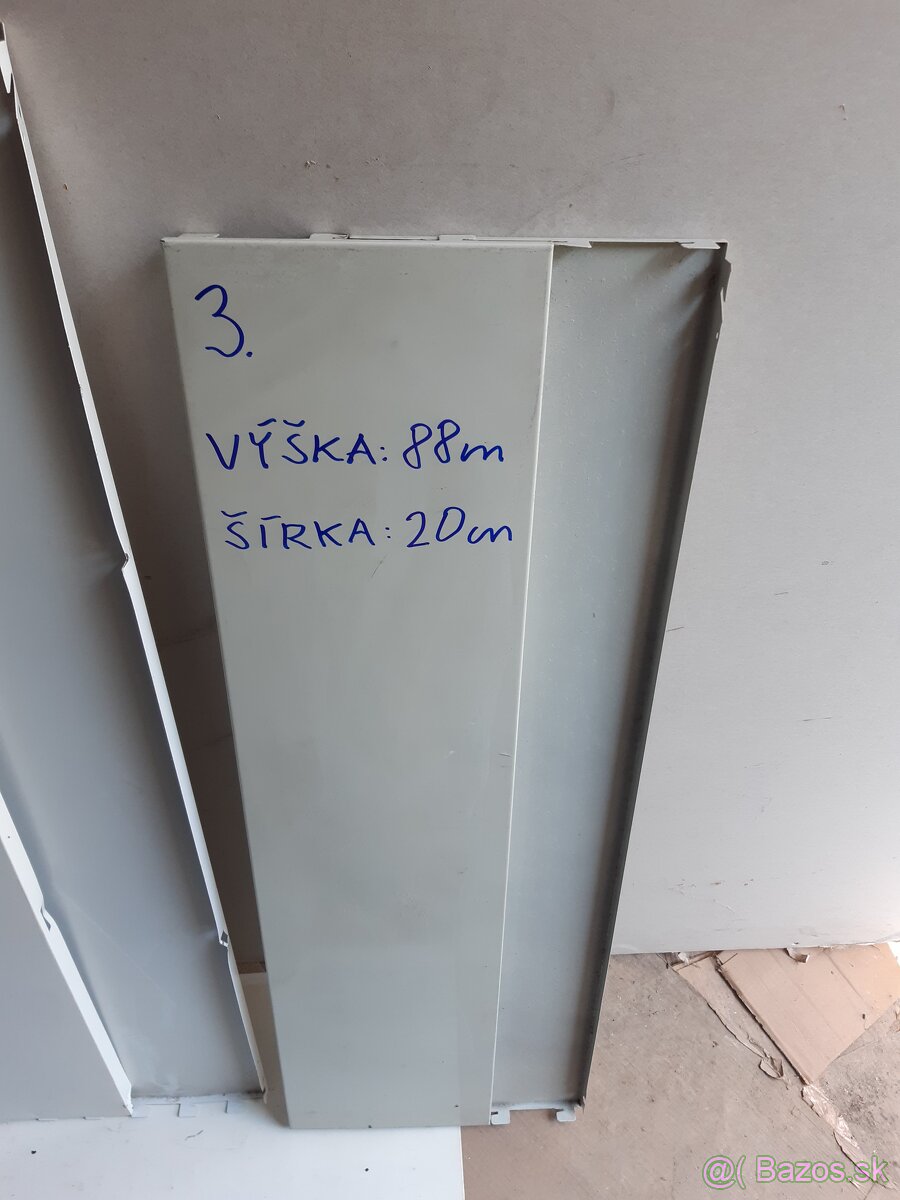 3.
VÝŠKA: 88m
ŠÍRKA: 20cm
@( Bazos.sk